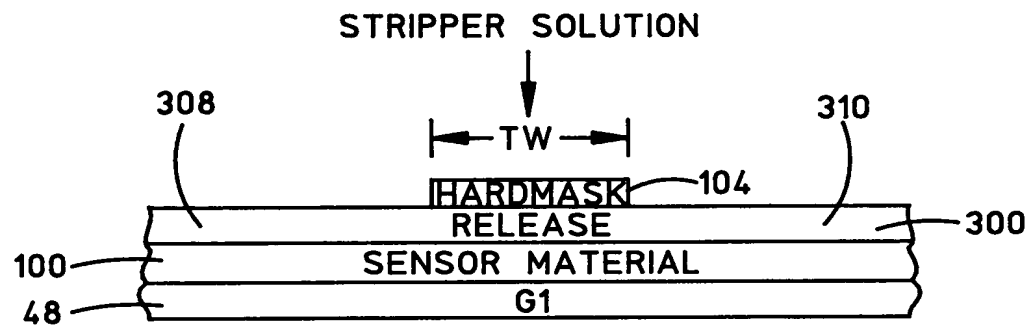 STRIPPER SOLUTION
308
310
TW
HARDMASK
104
RELEASE
300
100
SENSOR MATERIAL
48
G1